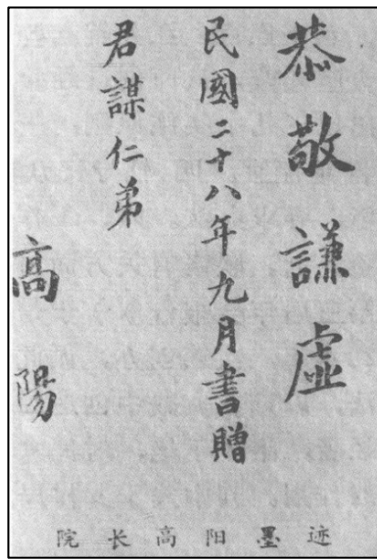 恭敬謙虛
民國二十八年九月書贈
君謀仁弟
高陽
院长高阳墨迹